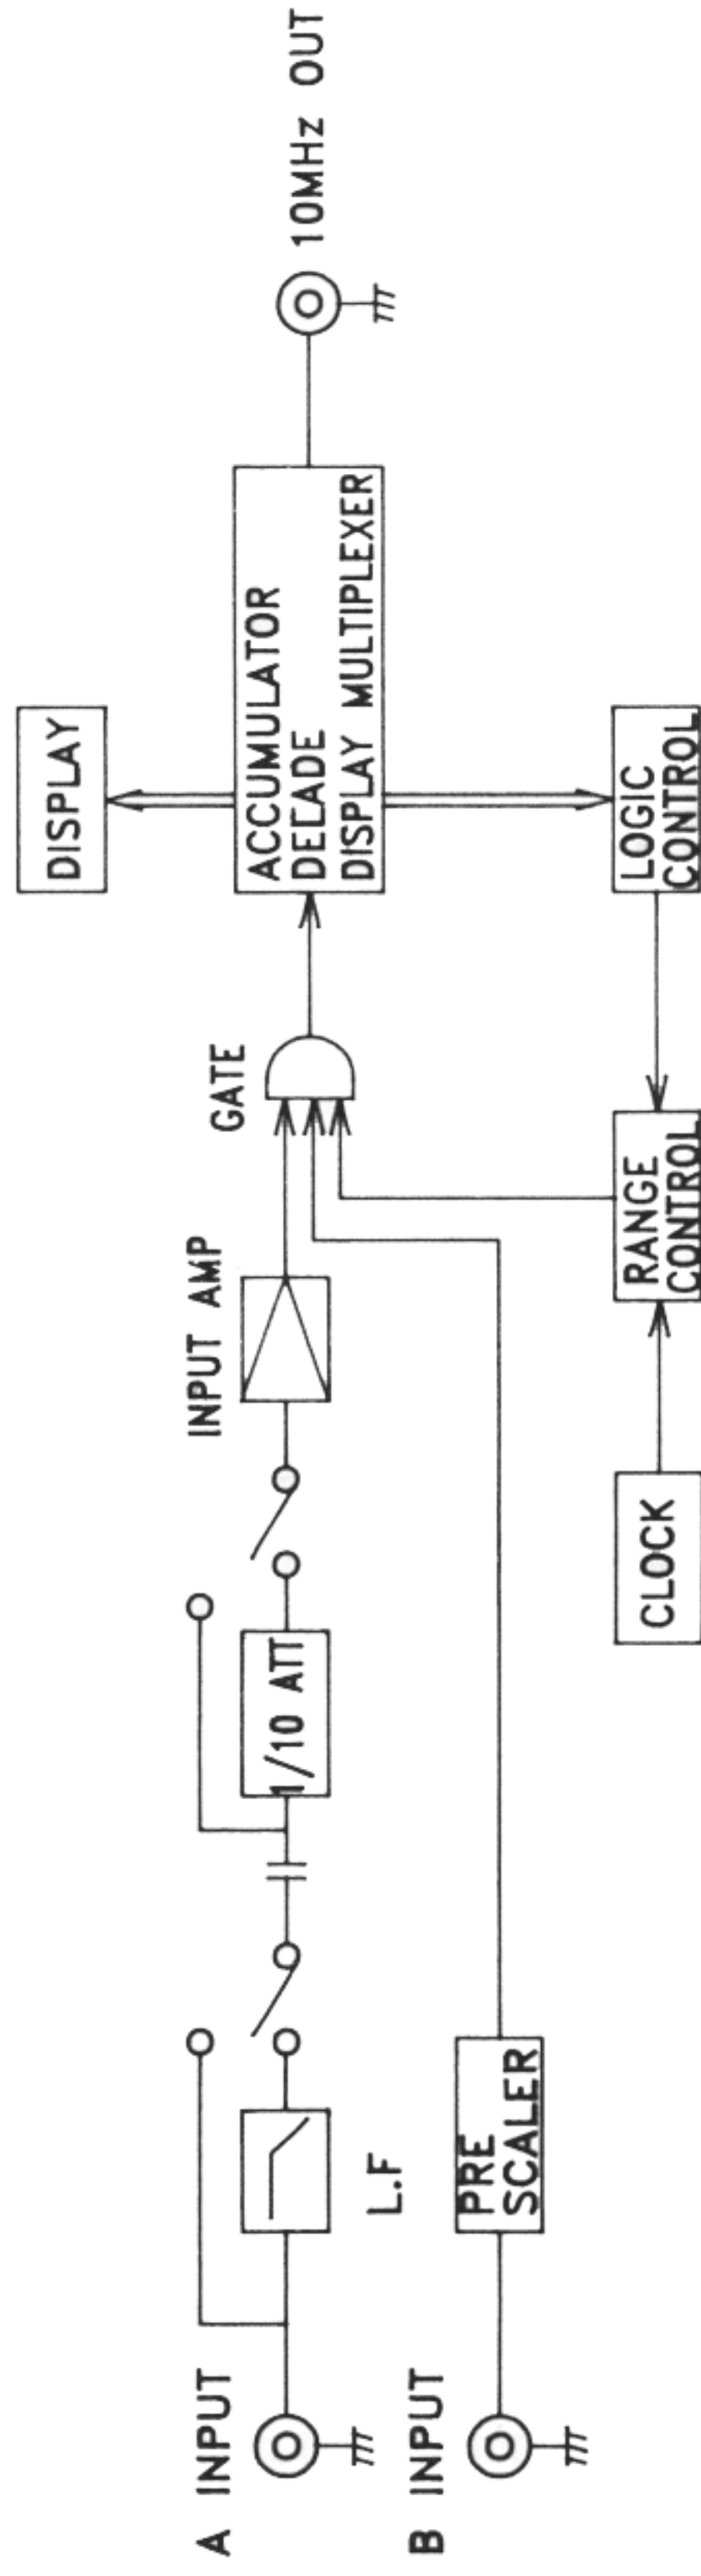 A INPUT
L.F
1/10 ATT
INPUT AMP
GATE
DISPLAY
ACCUMULATOR
DECADE
DISPLAY MULTIPLEXER
10MHz OUT
B INPUT
PRE
SCALER
CLOCK
RANGE
CONTROL
LOGIC
CONTROL